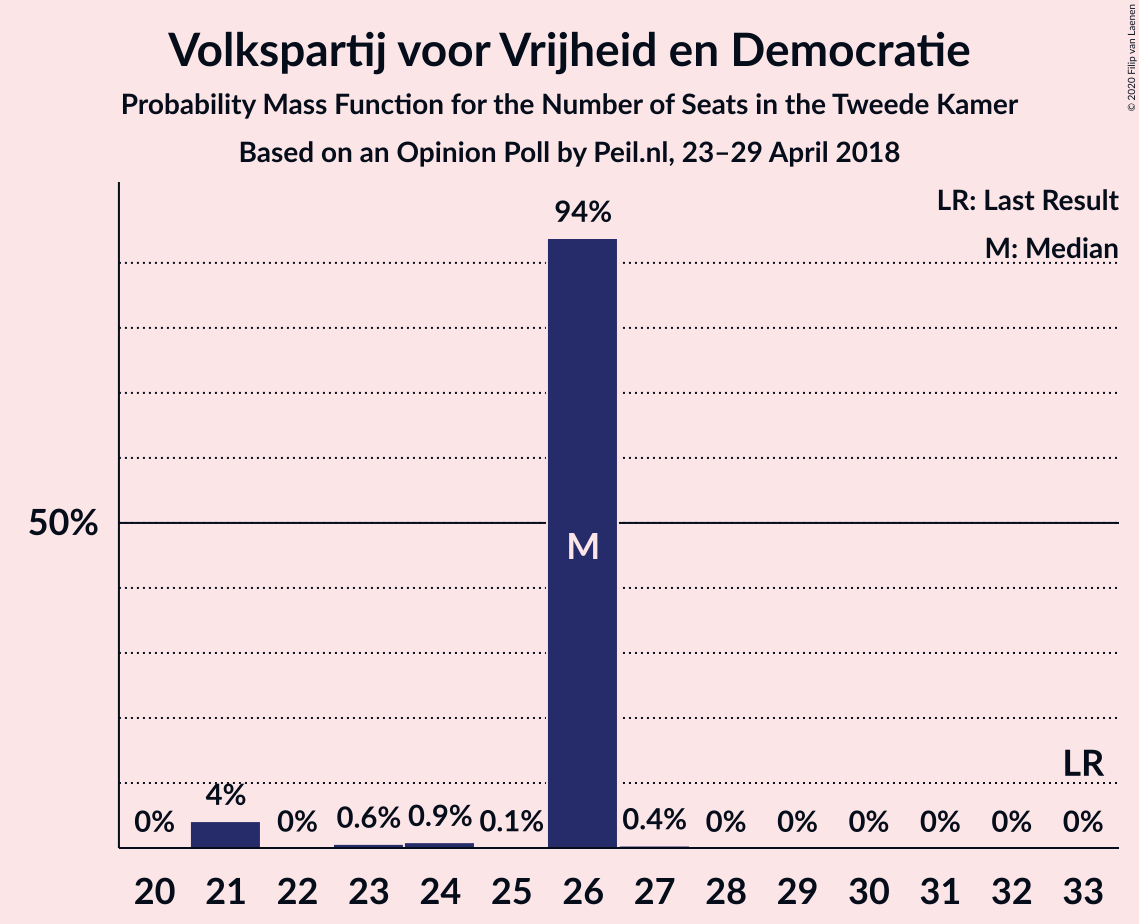 Volkspartij voor Vrijheid en Democratie
Probability Mass Function for the Number of Seats in the Tweede Kamer
Based on an Opinion Poll by Peil.nl, 23–29 April 2018
© 2020 Filip van Laenen
LR: Last Result
M: Median
94%
50%
M
LR
0% 4% 0% 0.6% 0.9% 0.1% 0.4% 0% 0% 0% 0% 0% 0%
20 21 22 23 24 25 26 27 28 29 30 31 32 33